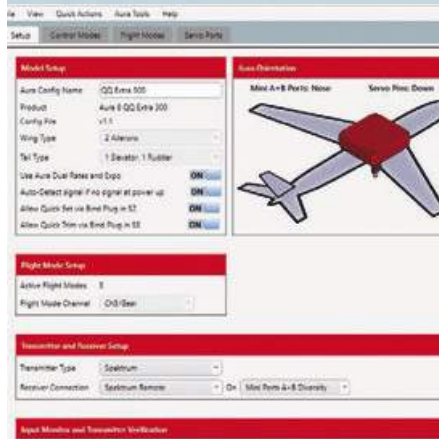 View Quick Actions Aura Tools Help
Setup Control Modes Flight Modes Servo Ports
Model Setup
Aura Config Name QQ Extra 300
Product Aura 8 QQ Extra 300
Config File v1.1
Wing Type 2 Ailerons
Tail Type 1 Elevator, 1 Rudder
Use Aura Dual Rates and Expo ON
Auto-Detect signal if no signal at power up ON
Allow Quick Set via Bind Plug in S2 ON
Allow Quick Trim via Bind Plug in S3 ON
Aura Orientation
Mini A+B Ports: Nose Servo Pins: Down
Flight Mode Setup
Active Flight Modes 3
Flight Mode Channel Ch5/Gear
Transmitter and Receiver Setup
Transmitter Type Spektrum
Receiver Connection Spektrum Remote On Mini Ports A+B Diversity
Input Monitor and Transmitter Verification